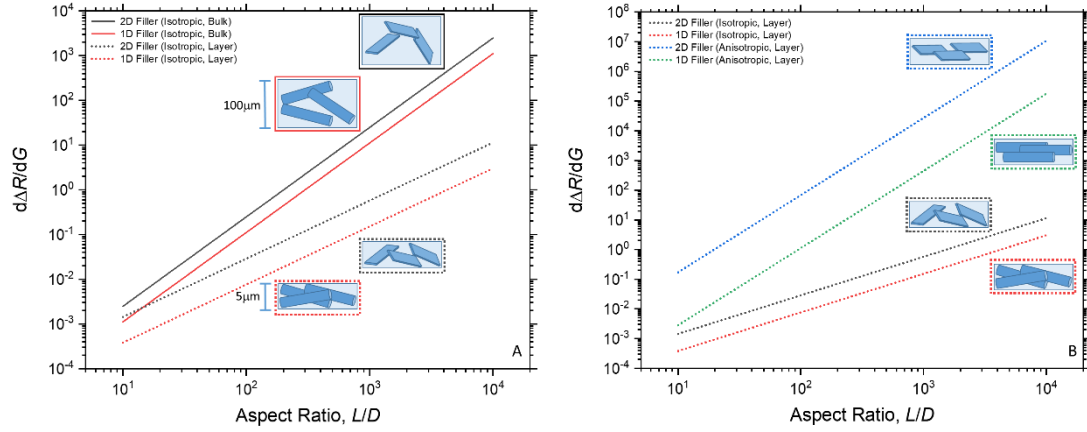 2D Filler (Isotropic, Bulk)
1D Filler (Isotropic, Bulk)
2D Filler (Isotropic, Layer)
1D Filler (Isotropic, Layer)
100μm
5μm
10⁴
10³
10²
10¹
10⁰
10⁻¹
10⁻²
10⁻³
10⁻⁴
dΔR/dG
10¹
10²
10³
10⁴
Aspect Ratio, L/D
A
2D Filler (Isotropic, Layer)
1D Filler (Isotropic, Layer)
2D Filler (Anisotropic, Layer)
1D Filler (Anisotropic, Layer)
10⁸
10⁷
10⁶
10⁵
10⁴
10³
10²
10¹
10⁰
10⁻¹
10⁻²
10⁻³
10⁻⁴
dΔR/dG
10¹
10²
10³
10⁴
Aspect Ratio, L/D
B